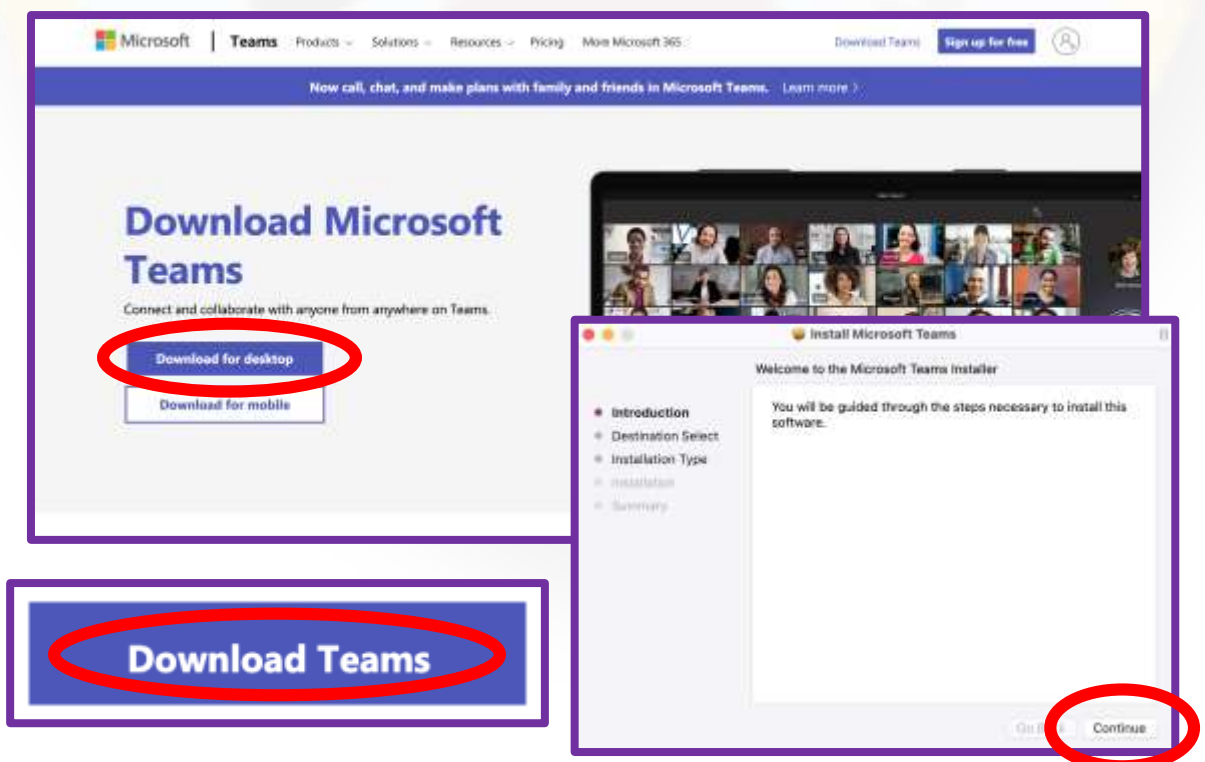 Microsoft | Teams Products Solutions Resources Pricing More Microsoft 365 Download Teams Sign up for free
Now call, chat, and make plans with family and friends in Microsoft Teams. Learn more >
Download Microsoft
Teams
Connect and collaborate with anyone from anywhere on Teams.
Download for desktop
Download for mobile
Install Microsoft Teams
Welcome to the Microsoft Teams Installer
Introduction
Destination Select
Installation Type
Installation
Summary
You will be guided through the steps necessary to install this
software.
Go Back Continue
Download Teams